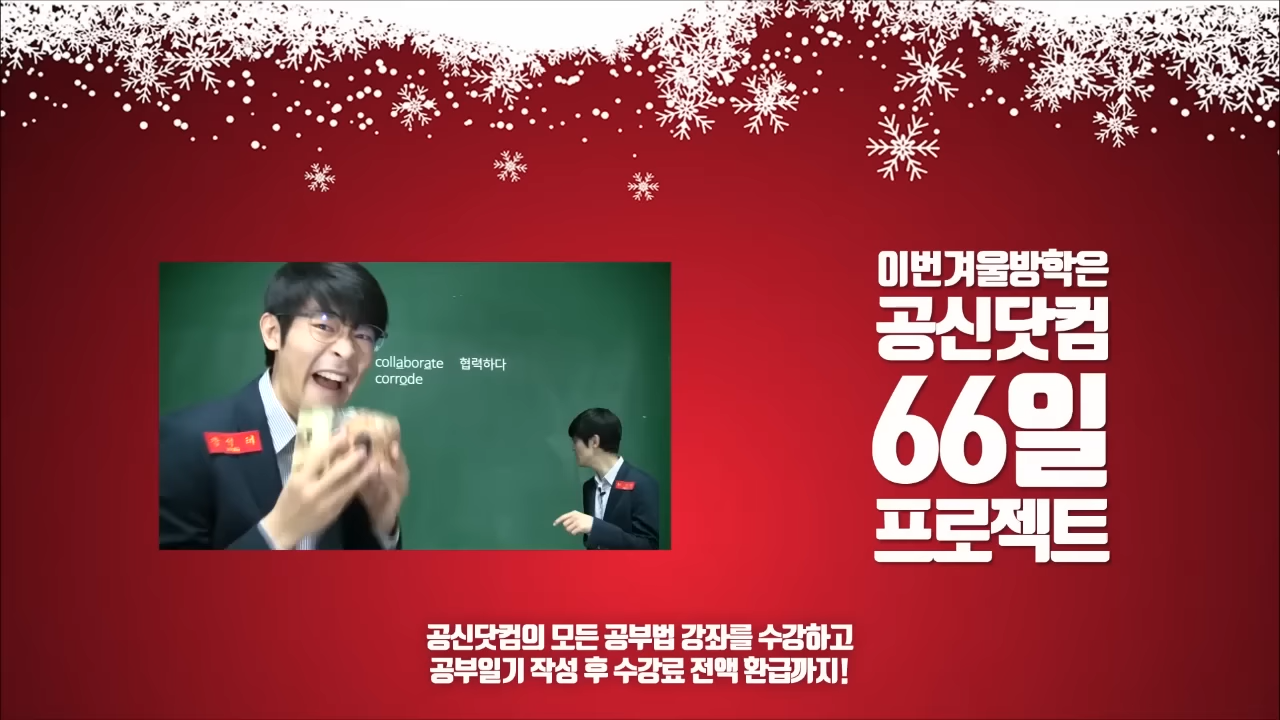 collaborate 협력하다
corrode
이번겨울방학은
공신닷컴
66일
프로젝트
공신닷컴의 모든 공부법 강좌를 수강하고
공부일기 작성 후 수강료 전액 환급까지!